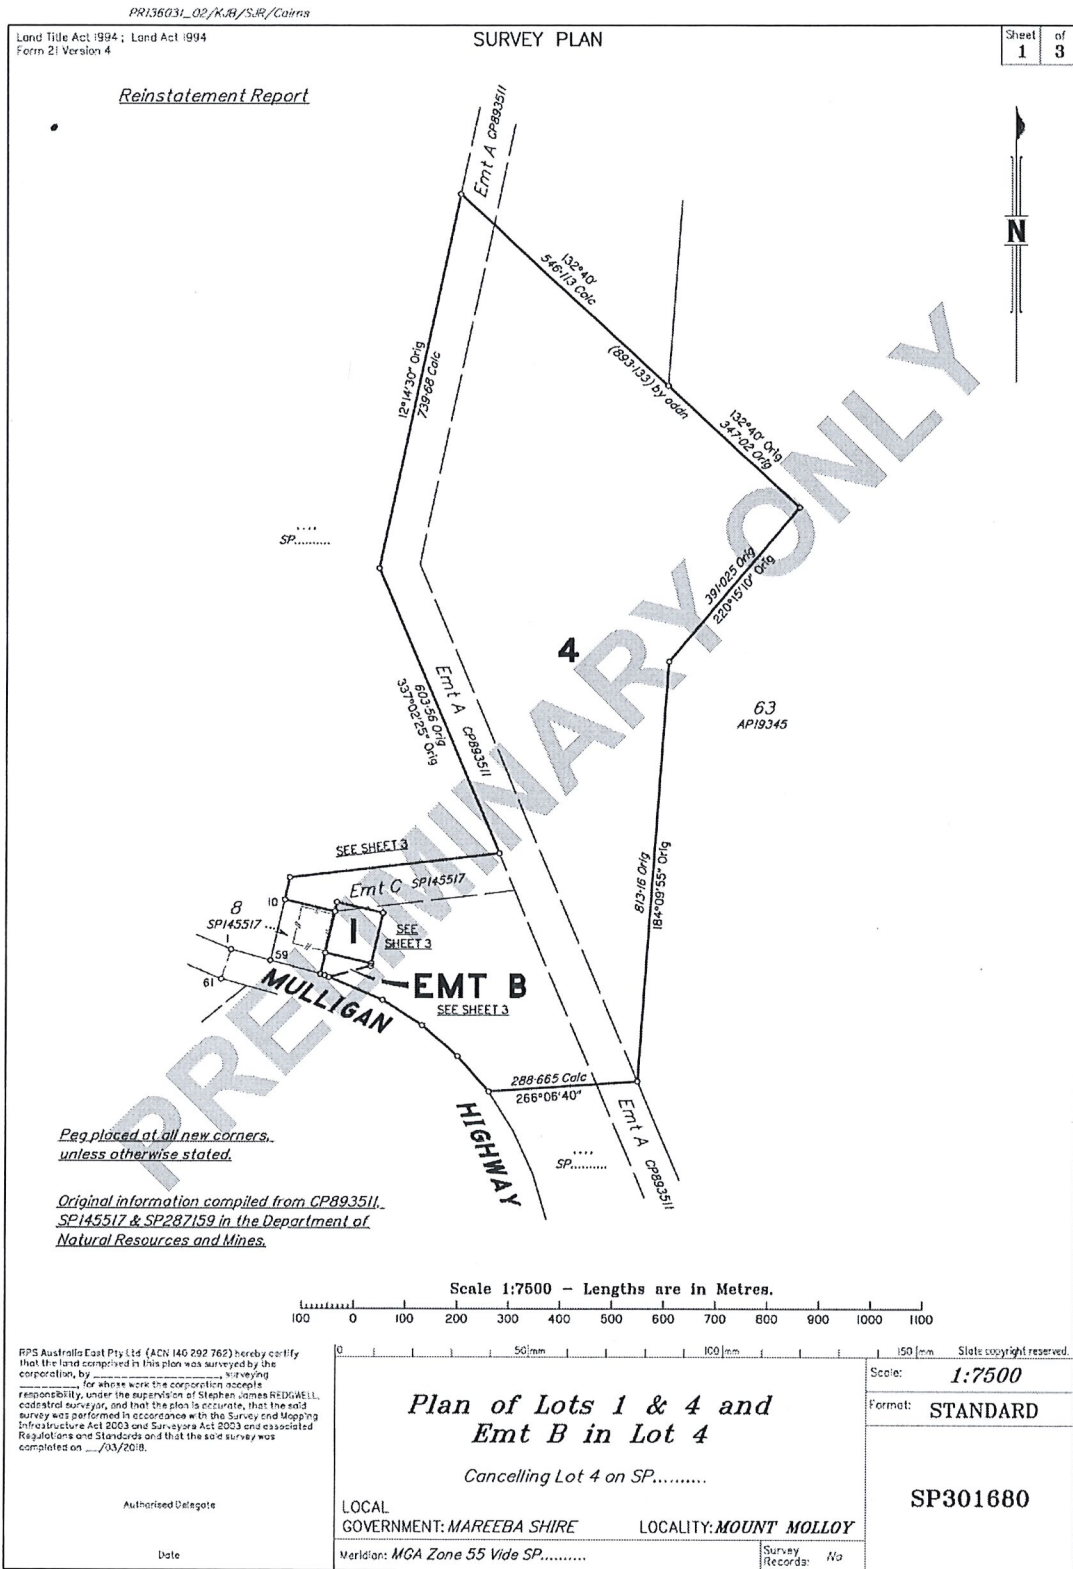 PR136031_02/KJB/SJR/Cairns
Land Title Act 1994 ; Land Act 1994
Form 21 Version 4
SURVEY PLAN
Sheet 1 of 3
Reinstatement Report
Emt A CP893511
N
132°40'
546·113 Calc
(893·133) by addn
132°40' Orig
347·02 Orig
12°14'30" Orig
739·68 Calc
....
SP..........
391·025 Orig
220°15'10" Orig
4
63
AP19345
Emt A CP893511
603·56 Orig
337°02'25" Orig
813·16 Orig
184°09'55" Orig
SEE SHEET 3
Emt C SP145517
10
8
SP145517
1
SEE
SHEET 3
59
61
EMT B
SEE SHEET 3
MULLIGAN
HIGHWAY
288·665 Calc
266°06'40"
Emt A CP893511
....
SP..........
PRELIMINARY ONLY
Peg placed at all new corners,
unless otherwise stated.
Original information compiled from CP893511,
SP145517 & SP287159 in the Department of
Natural Resources and Mines.
Scale 1:7500 – Lengths are in Metres.
100 0 100 200 300 400 500 600 700 800 900 1000 1100
0 50 mm 100 mm 150 mm State copyright reserved.
RPS Australia East Pty Ltd (ACN 140 292 762) hereby certify
that the land comprised in this plan was surveyed by the
corporation, by ____________________, surveying
__________, for whose work the corporation accepts
responsibility, under the supervision of Stephen James REDGWELL,
cadastral surveyor, and that the plan is accurate, that the said
survey was performed in accordance with the Survey and Mapping
Infrastructure Act 2003 and Surveyors Act 2003 and associated
Regulations and Standards and that the said survey was
completed on __/03/2018.
Authorised Delegate
Date
Plan of Lots 1 & 4 and
Emt B in Lot 4
Cancelling Lot 4 on SP..........
LOCAL
GOVERNMENT: MAREEBA SHIRE LOCALITY: MOUNT MOLLOY
Meridian: MGA Zone 55 Vide SP..........
Survey
Records: No
Scale: 1:7500
Format: STANDARD
SP301680